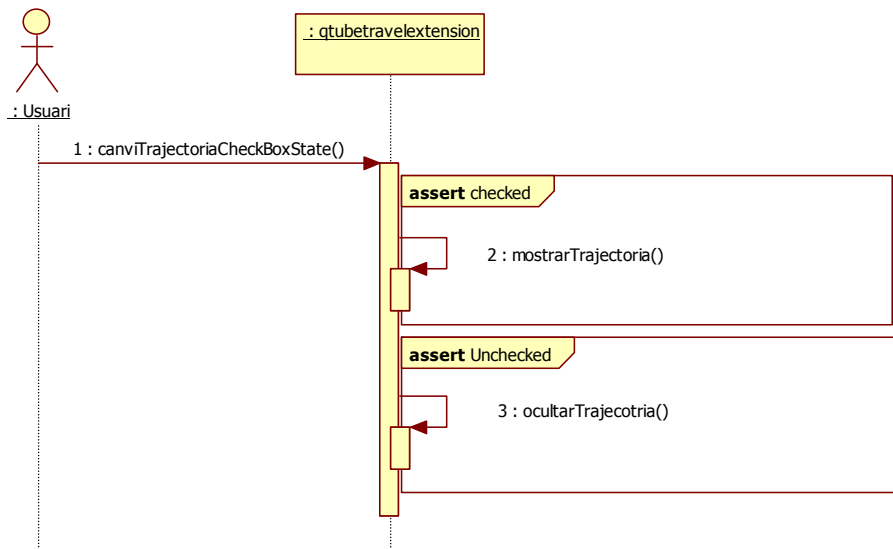 : qtubetravelextension
: Usuari
1 : canviTrajectoriaCheckBoxState()
assert checked
2 : mostrarTrajectoria()
assert Unchecked
3 : ocultarTrajecotria()